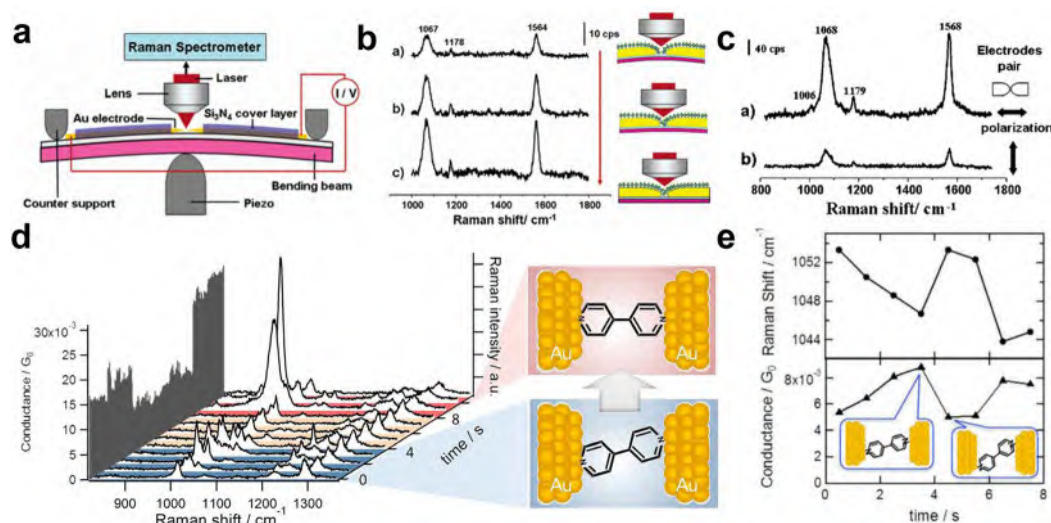 a
Raman Spectrometer
Laser
Lens
I / V
Au electrode
Si₃N₄ cover layer
Counter support
Piezo
Bending beam
b
1067
1178
1564
10 cps
a)
b)
c)
800 1000 1200 1400 1600 1800
Raman shift/ cm⁻¹
c
40 cps
1068
1568
1006
1179
a)
b)
Electrodes
pair
polarization
800 1000 1200 1400 1600 1800
Raman shift/ cm⁻¹
d
Conductance / G₀
30x10⁻³
25
20
15
10
5
0
900 1000 1200 1300
Raman shift / cm⁻¹
0
4
8
time / s
Raman intensity / a.u.
N
N
Au
Au
N
N
Au
Au
e
Raman Shift / cm⁻¹
1052
1048
1044
Conductance / G₀
8x10⁻³
6
4
2
0
0 2 4 6 8
time / s